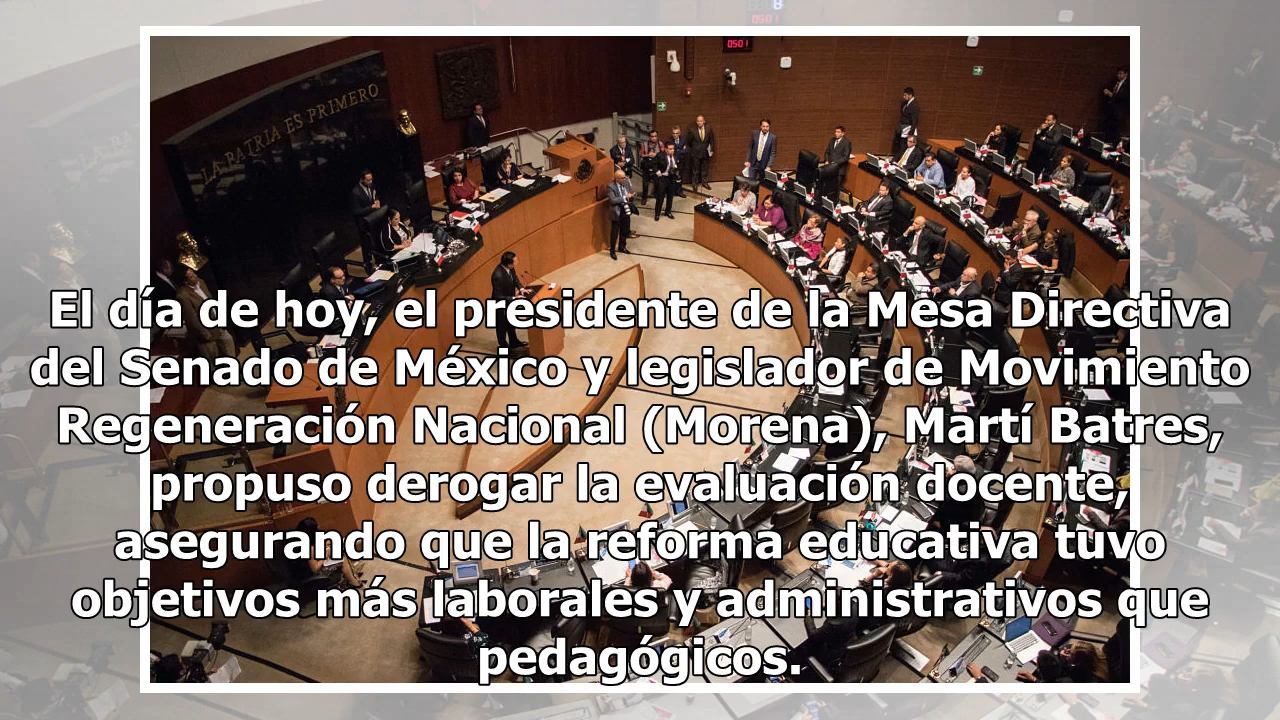 0501
LA PATRIA ES PRIMERO
El día de hoy, el presidente de la Mesa Directiva
del Senado de México y legislador de Movimiento
Regeneración Nacional (Morena), Martí Batres,
propuso derogar la evaluación docente,
asegurando que la reforma educativa tuvo
objetivos más laborales y administrativos que
pedagógicos.